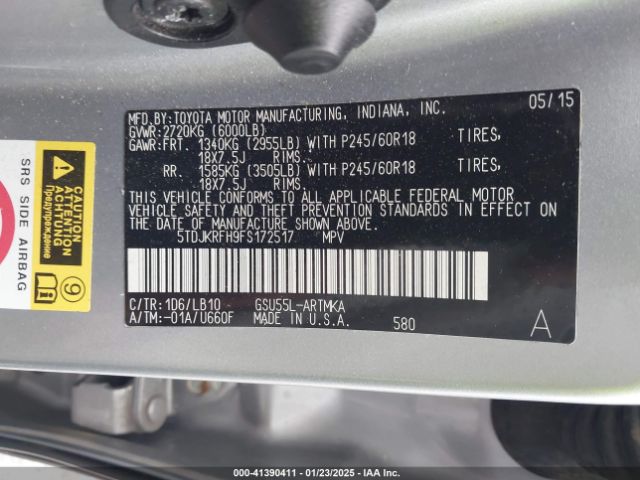 MFD.BY:TOYOTA MOTOR MANUFACTURING, INDIANA, INC. 05/15
GVWR:2720KG (6000LB)
GAWR:FRT. 1340KG (2955LB) WITH P245/60R18 TIRES,
18X7.5J RIMS.
RR. 1585KG (3505LB) WITH P245/60R18 TIRES,
18X7.5J RIMS.
THIS VEHICLE CONFORMS TO ALL APPLICABLE FEDERAL MOTOR
VEHICLE SAFETY AND THEFT PREVENTION STANDARDS IN EFFECT ON
THE DATE OF MANUFACTURE SHOWN ABOVE.
5TDJKRFH9FS172517 MPV
C/TR:1D6/LB10 GSU55L-ARTMKA
A/TM:-01A/U660F MADE IN U.S.A. 580 A
SRS SIDE AIRBAG
CAUTION
ATTENTION
ACHTUNG
Предупреждение
9
000-41390411 — 01/23/2025 — IAA Inc.